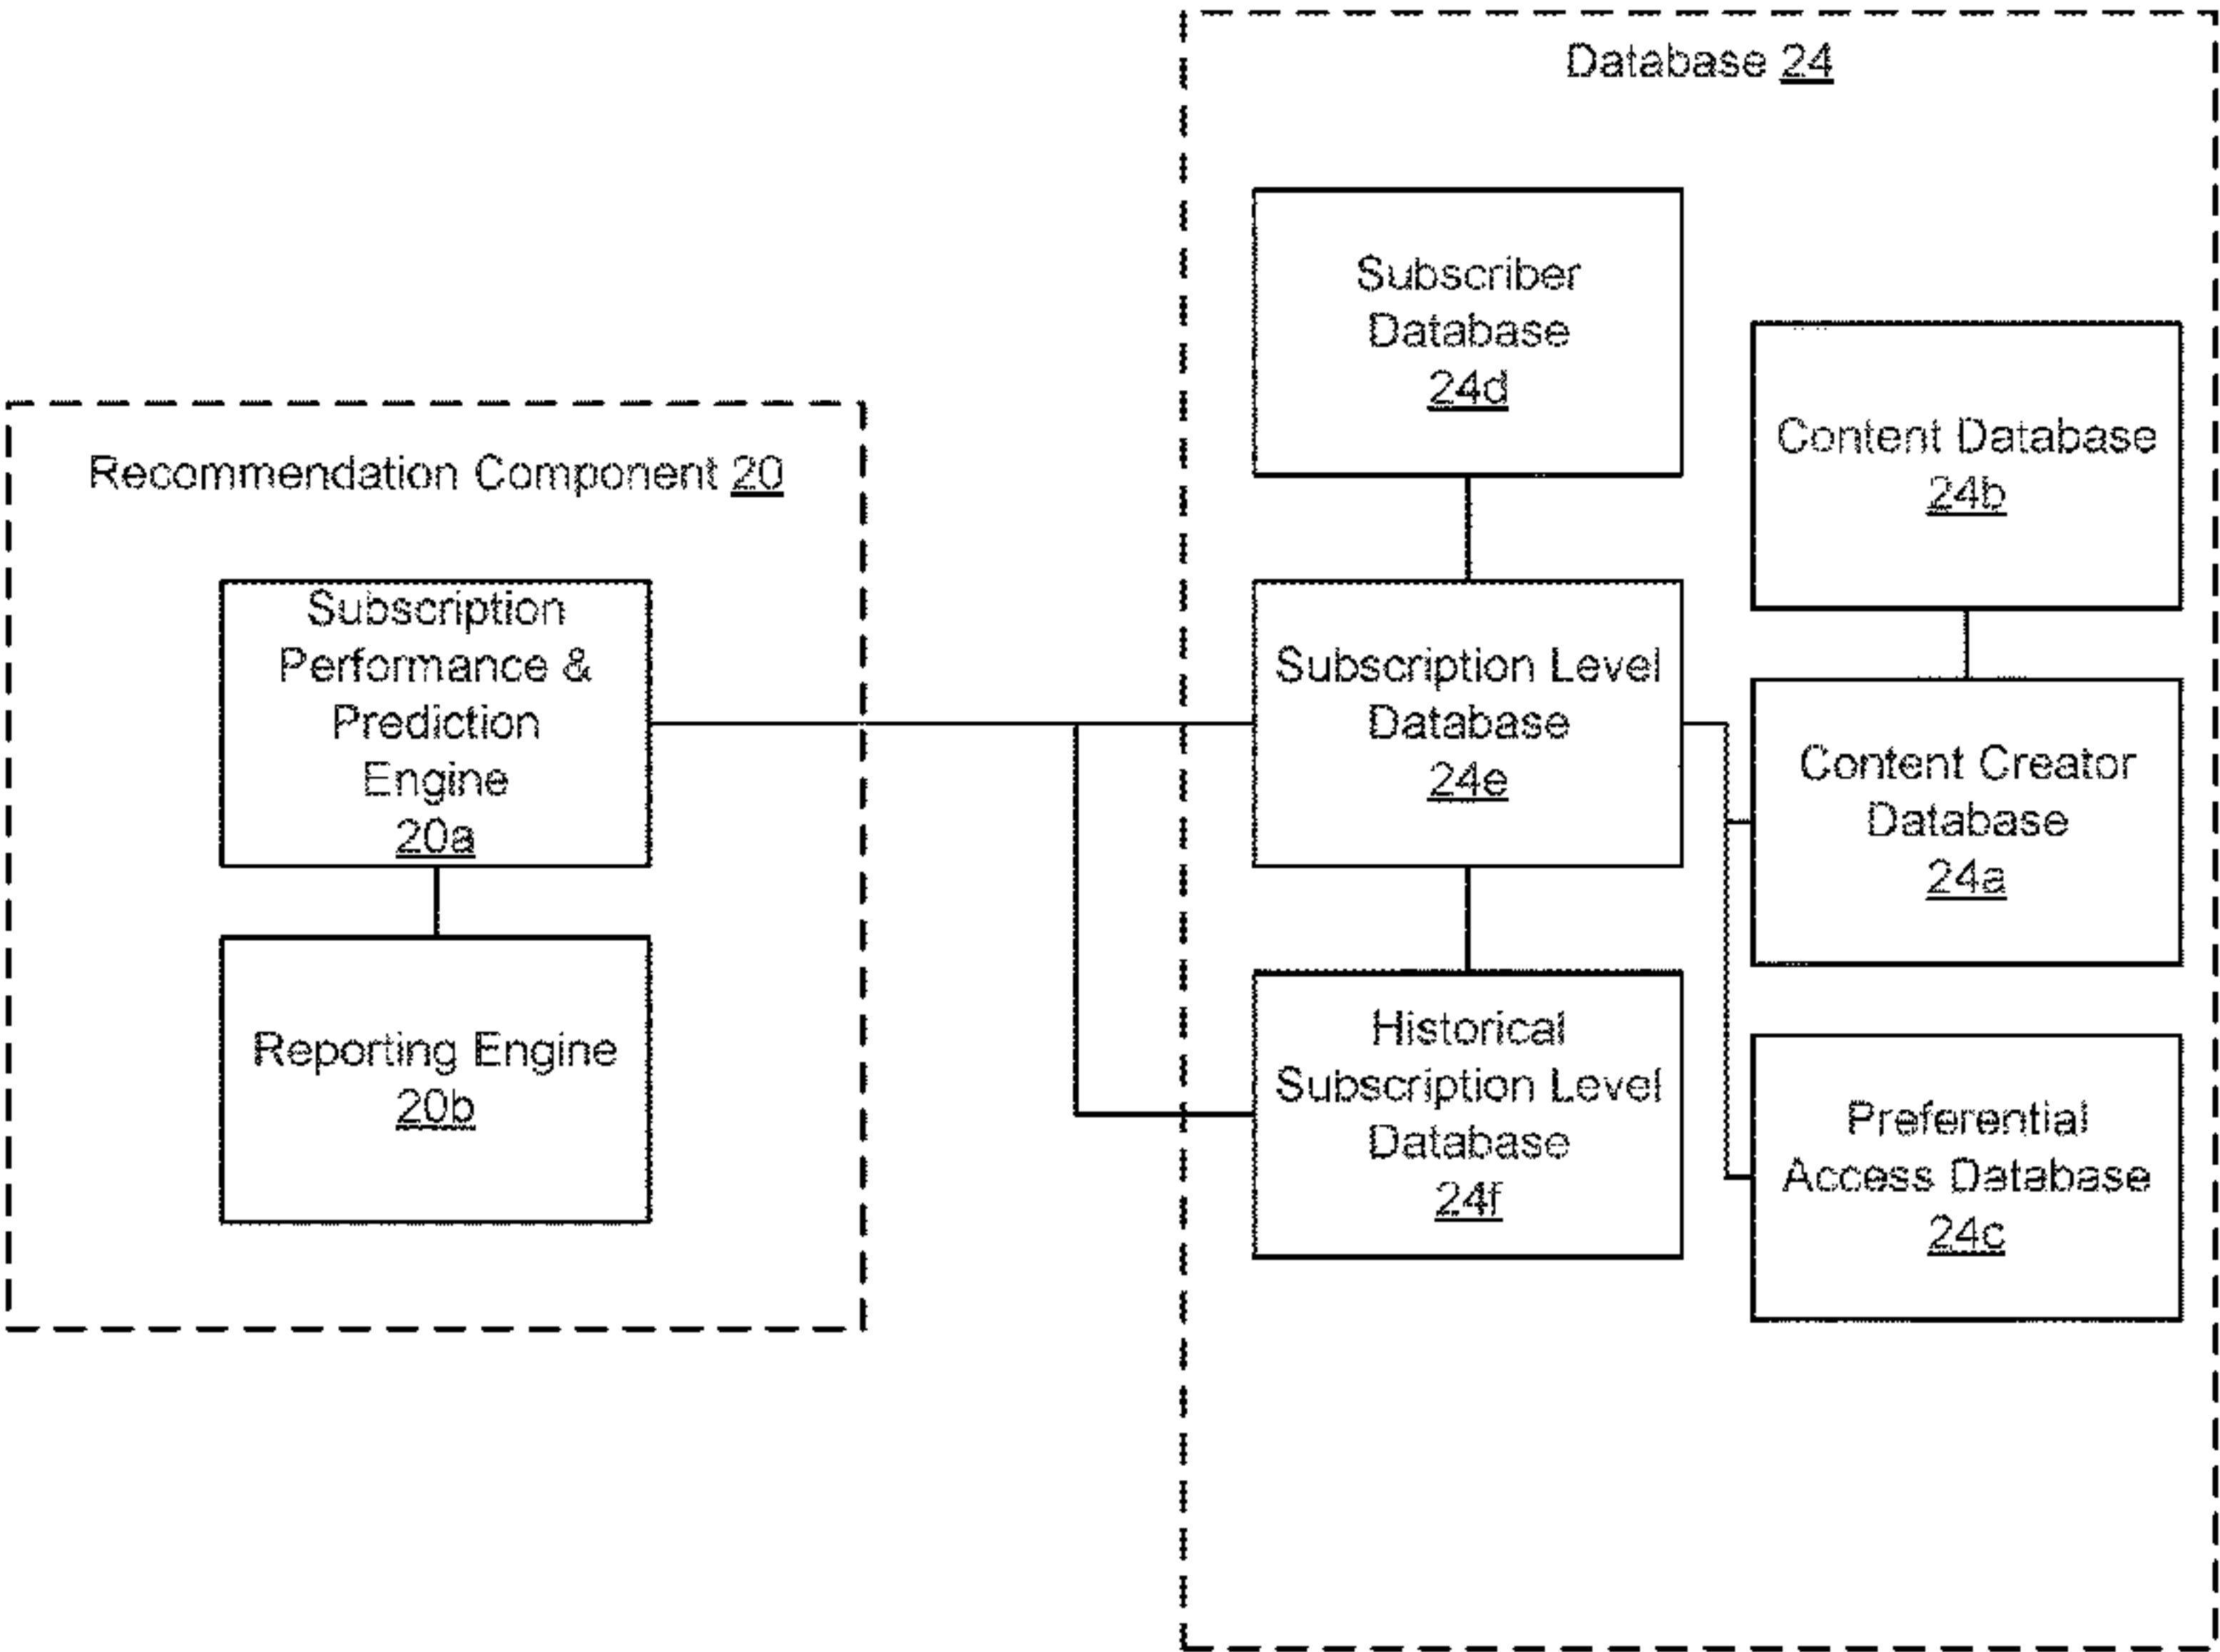 Database 24
Subscriber
Database
24d
Content Database
24b
Recommendation Component 20
Subscription
Performance &
Prediction
Engine
20a
Subscription Level
Database
24e
Content Creator
Database
24a
Reporting Engine
20b
Historical
Subscription Level
Database
24f
Preferential
Access Database
24c